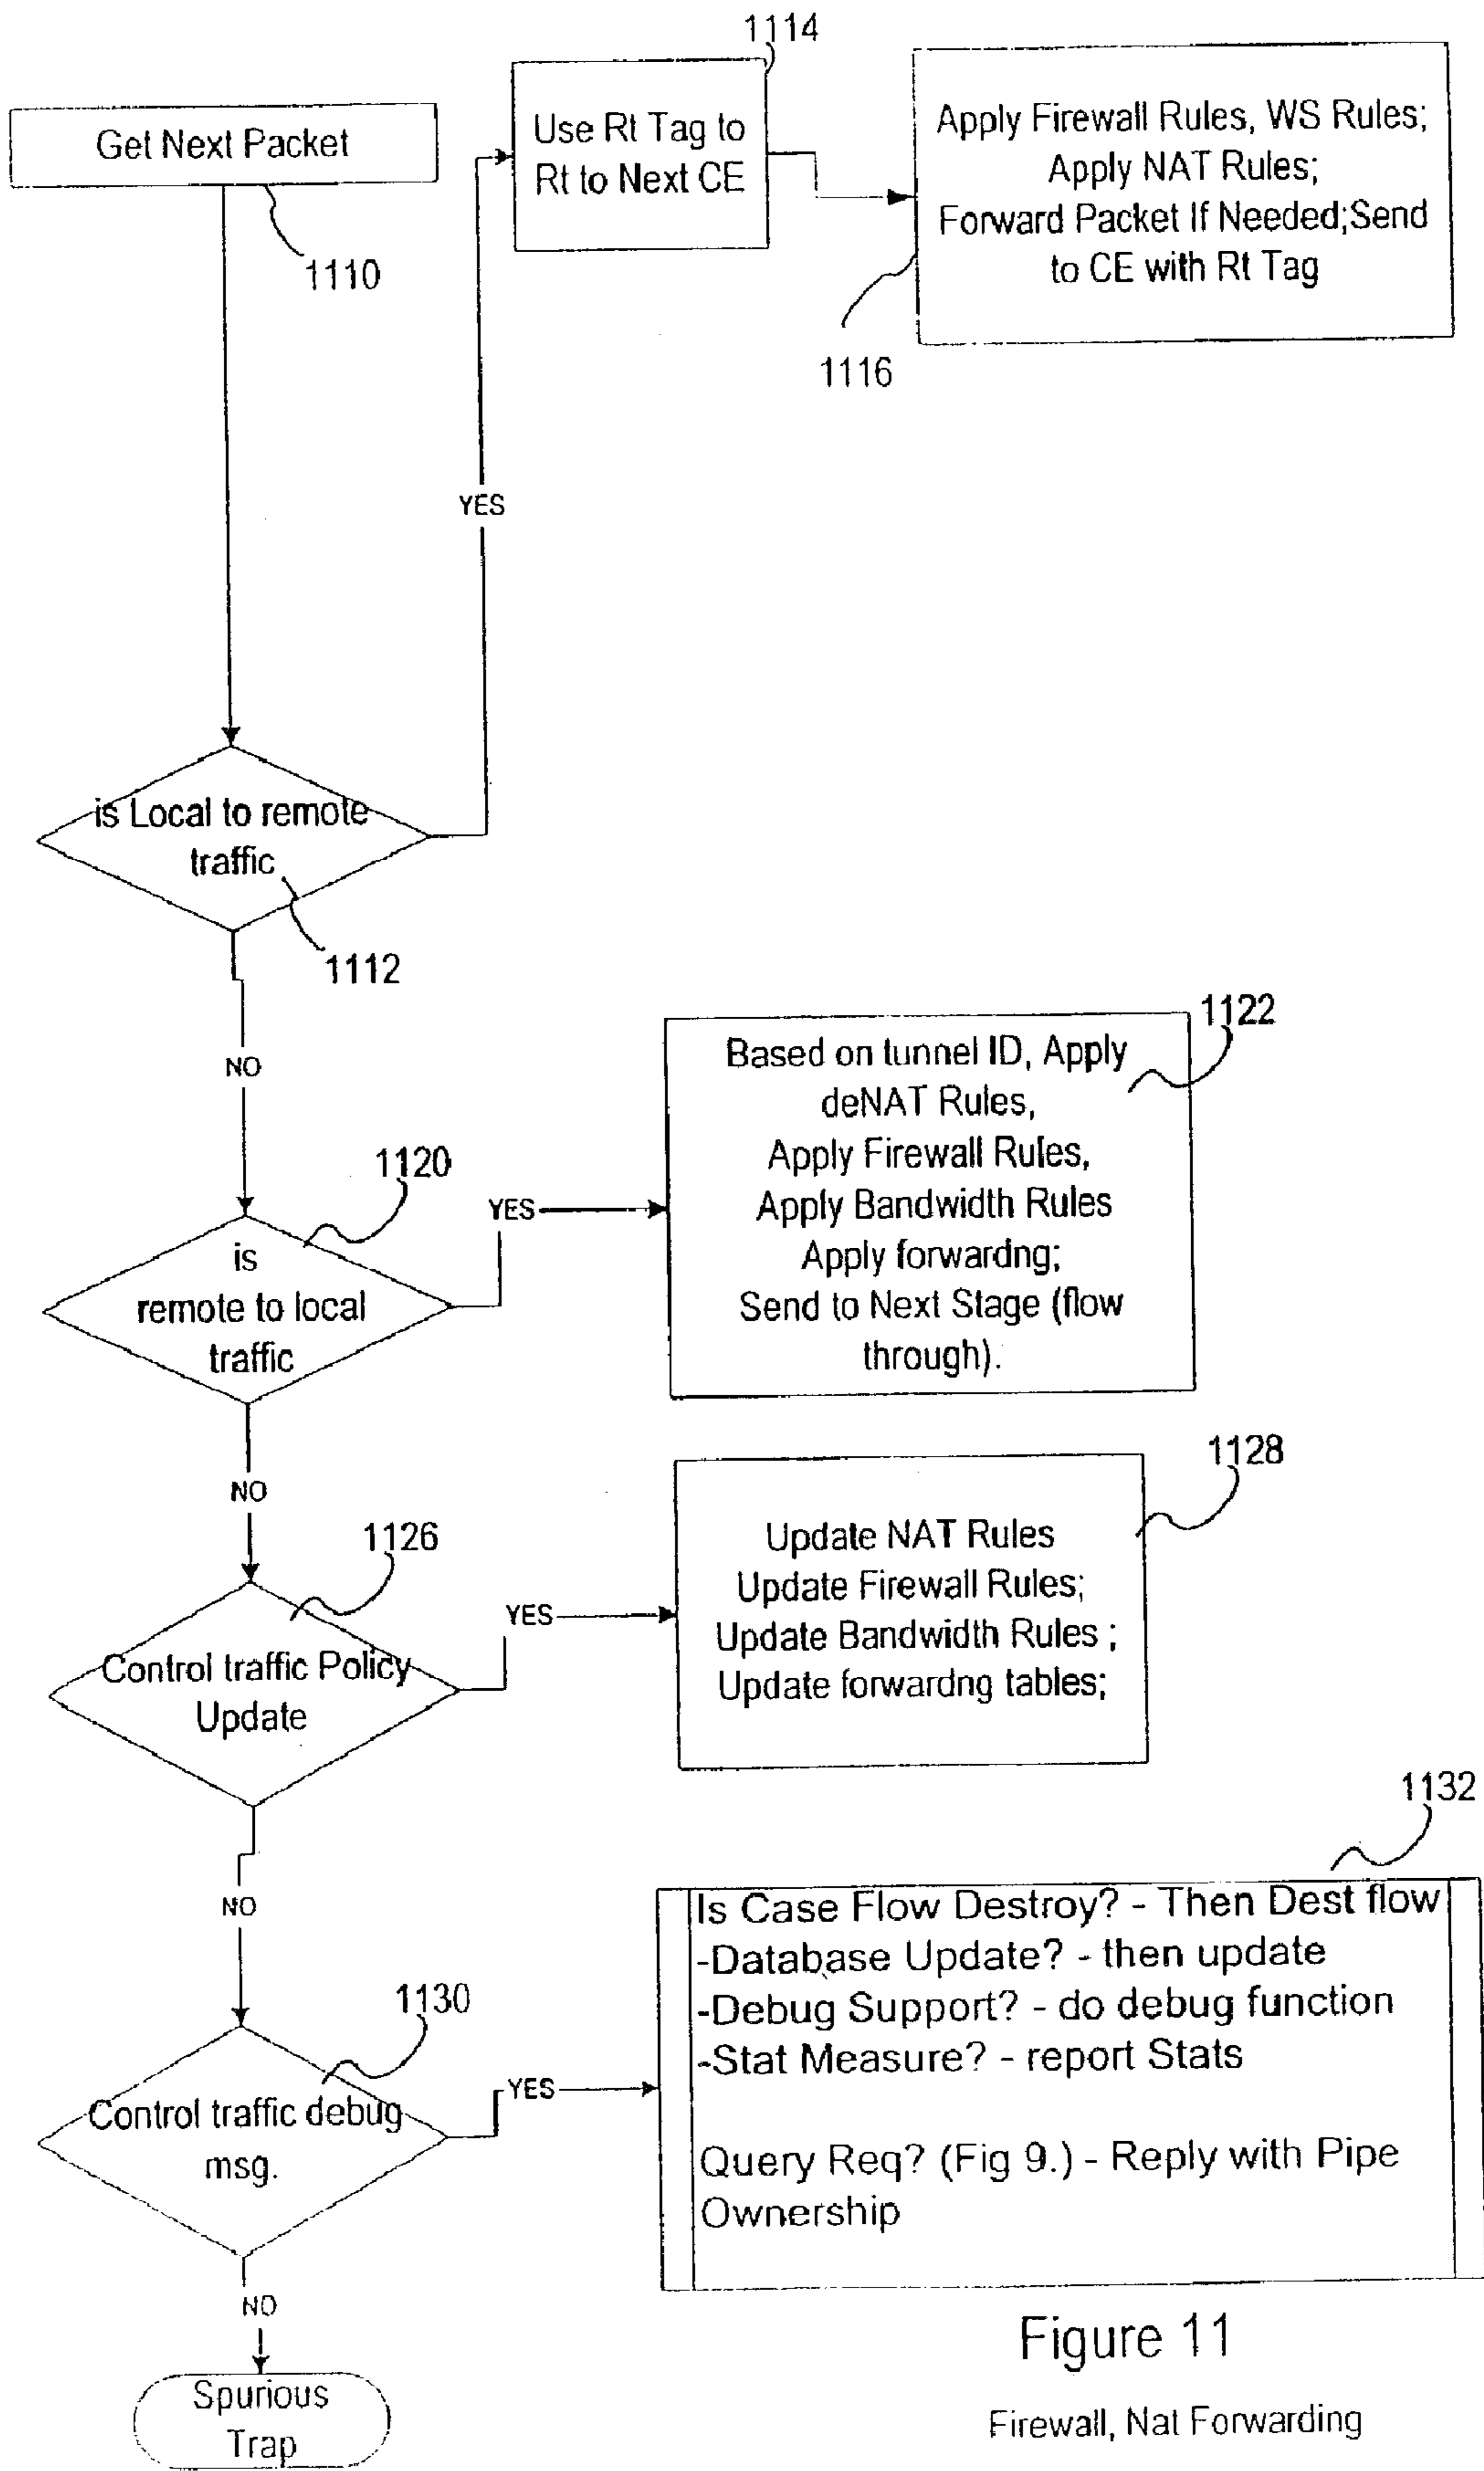 1114
Get Next Packet
1110
Use Rt Tag to
Rt to Next CE
Apply Firewall Rules, WS Rules;
Apply NAT Rules;
Forward Packet If Needed;Send
to CE with Rt Tag
1116
YES
is Local to remote
traffic
1112
NO
1122
Based on tunnel ID, Apply
deNAT Rules,
Apply Firewall Rules,
Apply Bandwidth Rules
Apply forwardng;
Send to Next Stage (flow
through).
1120
YES
is
remote to local
traffic
NO
1128
Update NAT Rules
Update Firewall Rules;
Update Bandwidth Rules ;
Update forwardng tables;
1126
YES
Control traffic Policy
Update
NO
1132
Is Case Flow Destroy? - Then Dest flow
-Database Update? - then update
-Debug Support? - do debug function
-Stat Measure? - report Stats
Query Req? (Fig 9.) - Reply with Pipe
Ownership
1130
YES
Control traffic debug
msg.
NO
Spurious
Trap
Figure 11
Firewall, Nat Forwarding